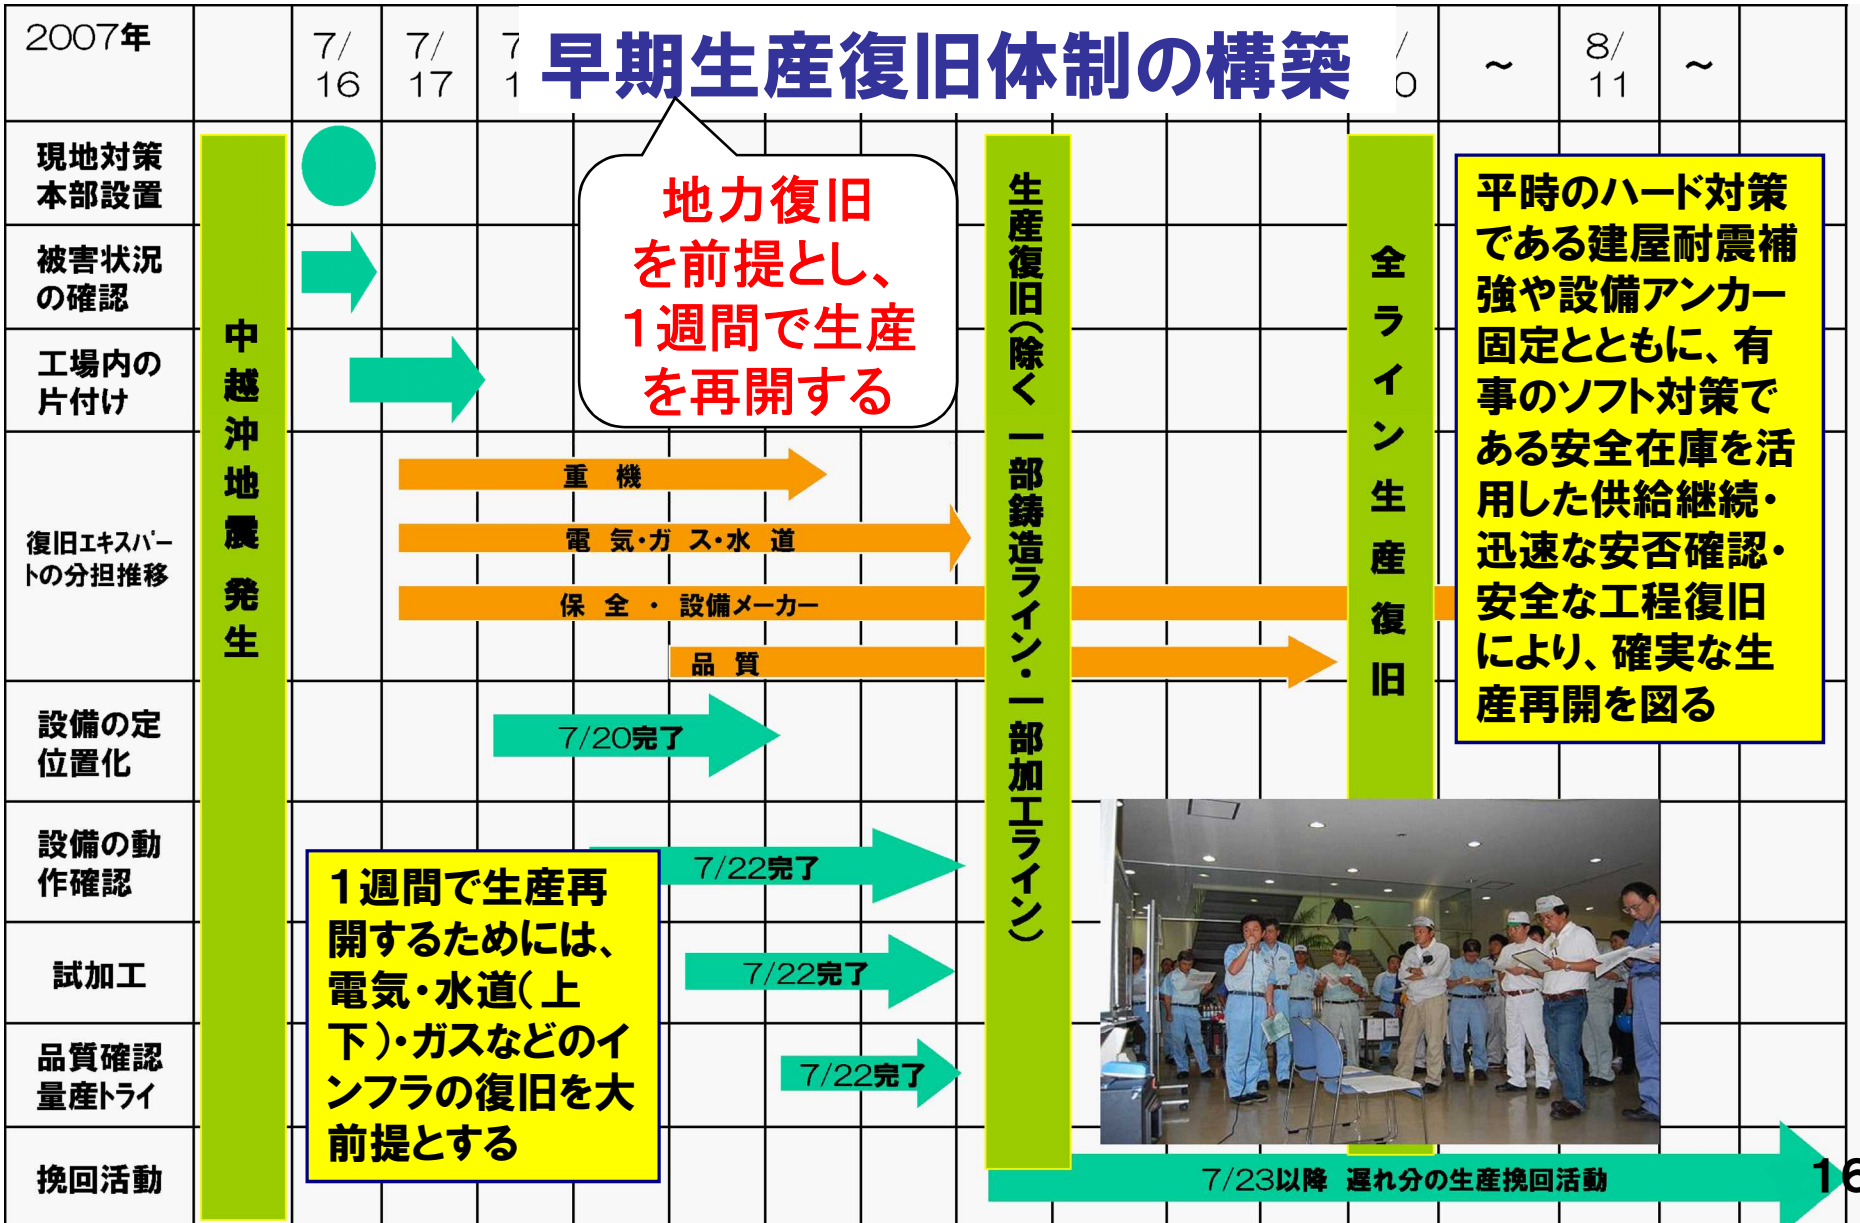 2007年
7/
16
7/
17
7
1
早期生産復旧体制の構築
/
0
～
8/
11
～
現地対策
本部設置
被害状況
の確認
工場内の
片付け
復旧エキスパー
トの分担推移
設備の定
位置化
設備の動
作確認
試加工
品質確認
量産トライ
挽回活動
中越沖地震 発生
地力復旧
を前提とし、
１週間で生産
を再開する
重 機
電 気・ガ ス・水 道
保 全 ・ 設備メーカー
品 質
7/20完了
7/22完了
7/22完了
7/22完了
7/23以降 遅れ分の生産挽回活動
生産復旧（除く 一部鋳造ライン・一部加工ライン）
全ライン生産復旧
平時のハード対策
である建屋耐震補
強や設備アンカー
固定とともに、有
事のソフト対策で
ある安全在庫を活
用した供給継続・
迅速な安否確認・
安全な工程復旧
により、確実な生
産再開を図る
１週間で生産再
開するためには、
電気・水道（上
下）・ガスなどのイ
ンフラの復旧を大
前提とする
16